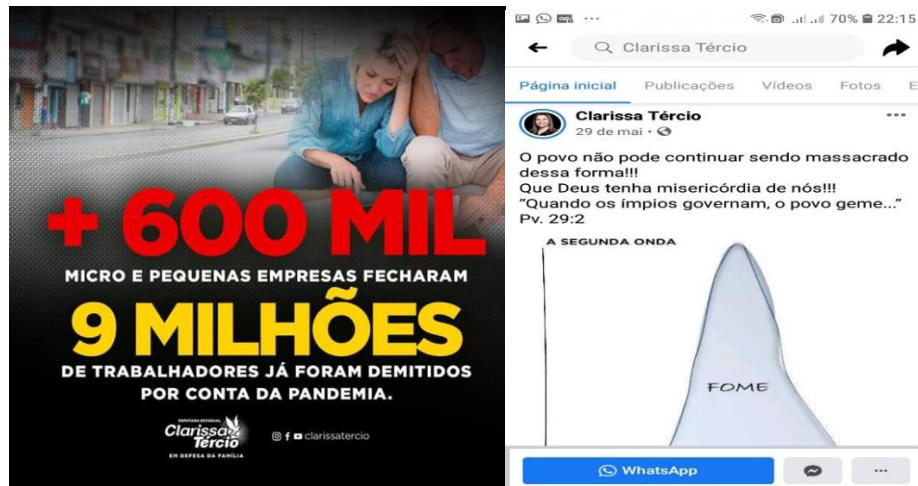 + 600 MIL
MICRO E PEQUENAS EMPRESAS FECHARAM
9 MILHÕES
DE TRABALHADORES JÁ FORAM DEMITIDOS
POR CONTA DA PANDEMIA.
DEPUTADA ESTADUAL
Clarissa
Tércio
EM DEFESA DA FAMÍLIA
clarissatercio
70% 22:15
Clarissa Tércio
Página inicial Publicações Vídeos Fotos E
Clarissa Tércio
29 de mai
O povo não pode continuar sendo massacrado
dessa forma!!!
Que Deus tenha misericórdia de nós!!!
"Quando os ímpios governam, o povo geme..."
Pv. 29:2
A SEGUNDA ONDA
FOME
WhatsApp